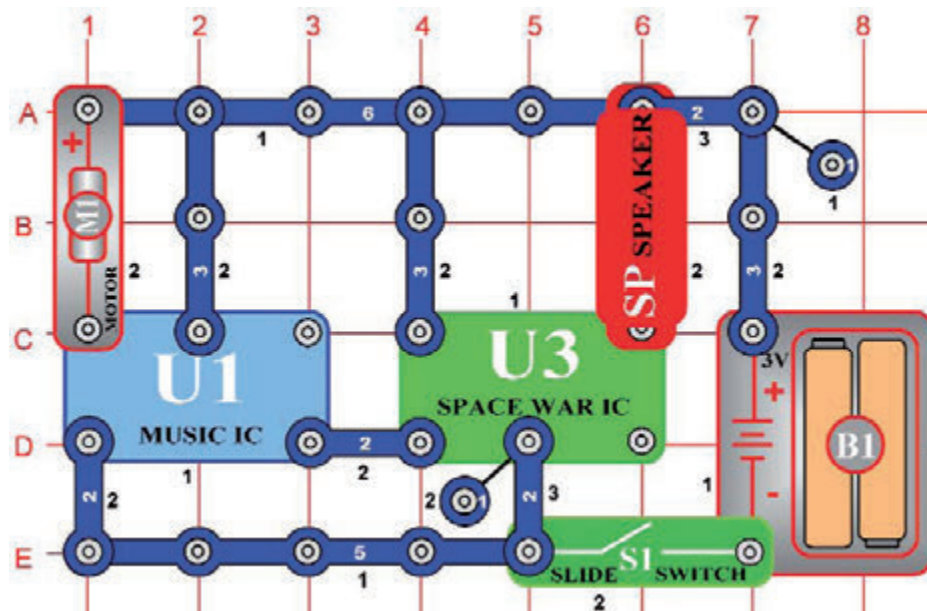 1 2 3 4 5 6 7 8
A 6 2
1 3
+ SPEAKER 1
1
M1
B
3 2 3 2 2 3 2
2 MOTOR 1
SP
C
U1 U3 3V
+
MUSIC IC SPACE WAR IC
D 2 B1
1 2 1 -
2 2 2 1 2 3
E 5 S1
1 SLIDE SWITCH
2